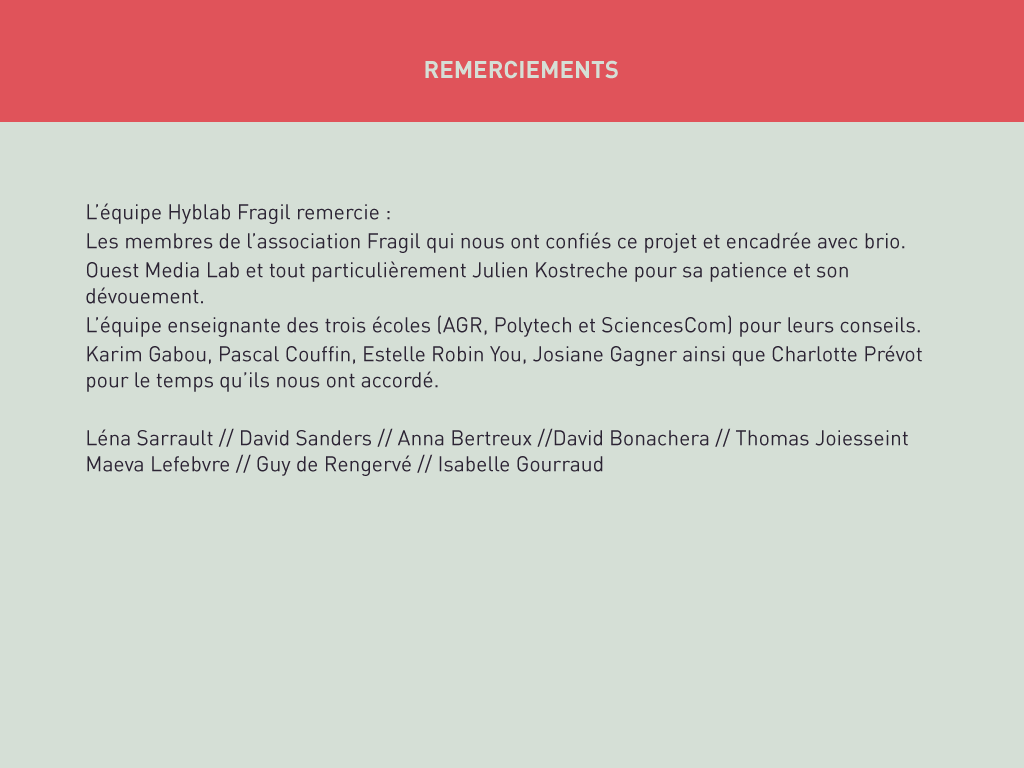 REMERCIEMENTS
L’équipe Hyblab Fragil remercie :
Les membres de l’association Fragil qui nous ont confiés ce projet et encadrée avec brio.
Ouest Media Lab et tout particulièrement Julien Kostreche pour sa patience et son
dévouement.
L’équipe enseignante des trois écoles (AGR, Polytech et SciencesCom) pour leurs conseils.
Karim Gabou, Pascal Couffin, Estelle Robin You, Josiane Gagner ainsi que Charlotte Prévot
pour le temps qu’ils nous ont accordé.
Léna Sarrault // David Sanders // Anna Bertreux //David Bonachera // Thomas Joiesseint
Maeva Lefebvre // Guy de Rengervé // Isabelle Gourraud